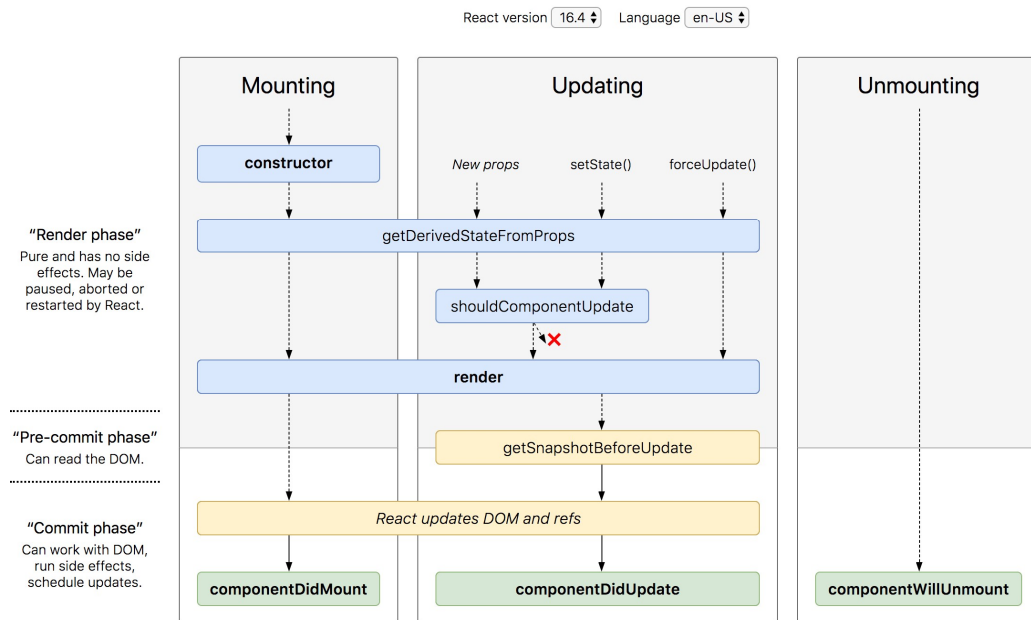 React version 16.4 Language en-US
Mounting
Updating
Unmounting
constructor
New props
setState()
forceUpdate()
“Render phase”
Pure and has no side
effects. May be
paused, aborted or
restarted by React.
getDerivedStateFromProps
shouldComponentUpdate
render
“Pre-commit phase”
Can read the DOM.
getSnapshotBeforeUpdate
“Commit phase”
Can work with DOM,
run side effects,
schedule updates.
React updates DOM and refs
componentDidMount
componentDidUpdate
componentWillUnmount